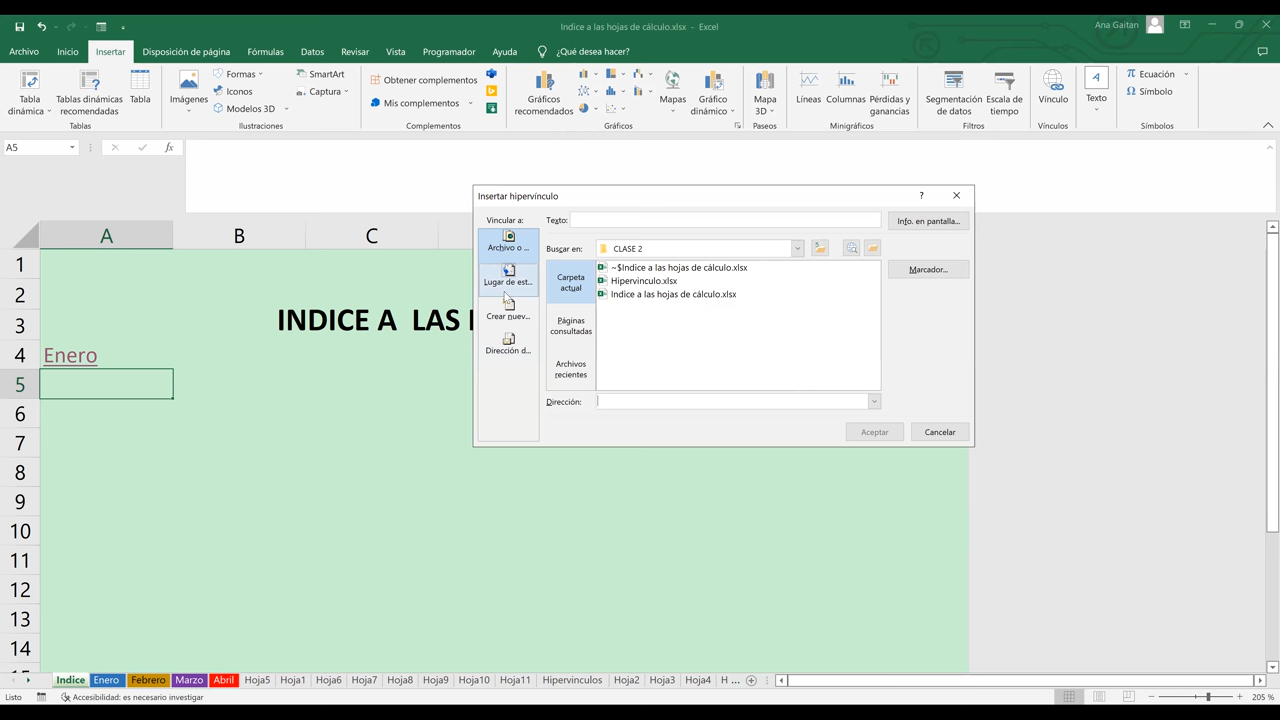 Indice a las hojas de cálculo.xlsx - Excel
Ana Gaitan
Archivo
Inicio
Insertar
Disposición de página
Fórmulas
Datos
Revisar
Vista
Programador
Ayuda
¿Qué desea hacer?
Tabla
dinámica
Tablas dinámicas
recomendadas
Tabla
Tablas
Imágenes
Formas
Iconos
Modelos 3D
SmartArt
Captura
Ilustraciones
Obtener complementos
Mis complementos
Complementos
Gráficos
recomendados
Mapas
Gráfico
dinámico
Gráficos
Mapa
3D
Paseos
Líneas
Columnas
Pérdidas y
ganancias
Minigráficos
Segmentación
de datos
Escala de
tiempo
Filtros
Vínculo
Vínculos
Texto
Ecuación
Símbolo
Símbolos
A5
fx
A B C
1
2
3 INDICE A LAS
4 Enero
5
6
7
8
9
10
11
12
13
14
Insertar hipervínculo
?
Vincular a:
Archivo o ...
Lugar de est...
Crear nuev...
Dirección d...
Texto:
Info. en pantalla...
Buscar en:
CLASE 2
Carpeta
actual
Páginas
consultadas
Archivos
recientes
~$Indice a las hojas de cálculo.xlsx
Hipervinculo.xlsx
Indice a las hojas de cálculo.xlsx
Marcador...
Dirección:
Aceptar
Cancelar
Indice Enero Febrero Marzo Abril Hoja5 Hoja1 Hoja6 Hoja7 Hoja8 Hoja9 Hoja10 Hoja11 Hipervinculos Hoja2 Hoja3 Hoja4 H ...
Listo
Accesibilidad: es necesario investigar
205 %